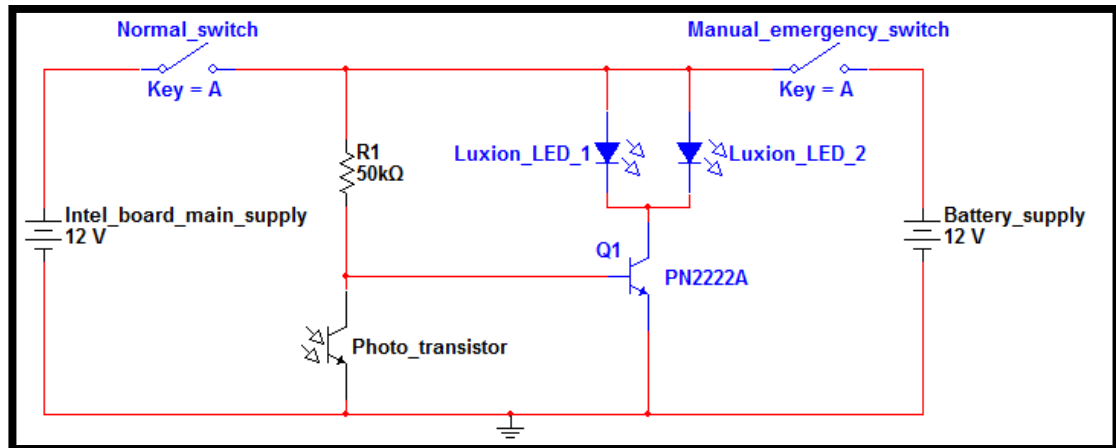 Normal_switch
Key = A
Manual_emergency_switch
Key = A
R1
50kΩ
Luxion_LED_1
Luxion_LED_2
Intel_board_main_supply
12 V
Battery_supply
12 V
Q1
PN2222A
Photo_transistor